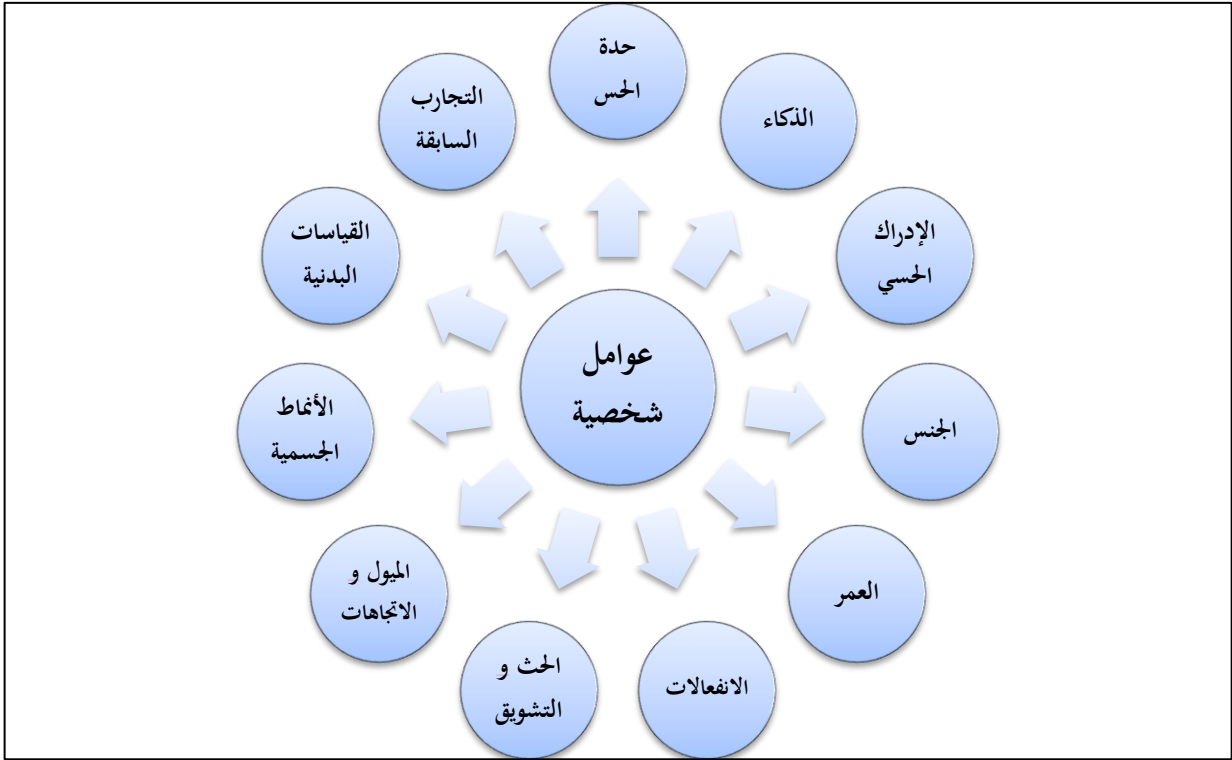 عوامل
شخصية
حدة
الحس
الذكاء
الإدراك
الحسي
الجنس
العمر
الانفعالات
الحث و
التشويق
الميول و
الاتجاهات
الأنماط
الجسمية
القياسات
البدنية
التجارب
السابقة